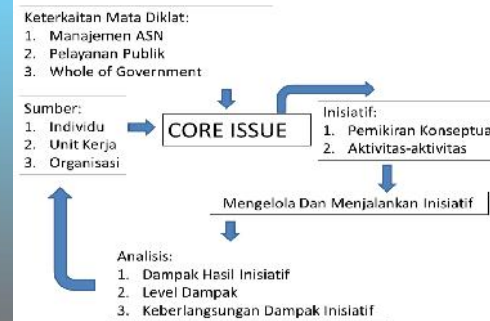 Keterkaitan Mata Diklat:
1. Manajemen ASN
2. Pelayanan Publik
3. Whole of Government
Sumber:
1. Individu
2. Unit Kerja
3. Organisasi
CORE ISSUE
Inisiatif:
1. Pemikiran Konseptua
2. Aktivitas-aktivitas
Mengelola Dan Menjalankan Inisiatif
Analisis:
1. Dampak Hasil Inisiatif
2. Level Dampak
3. Keberlangsungan Dampak Inisiatif